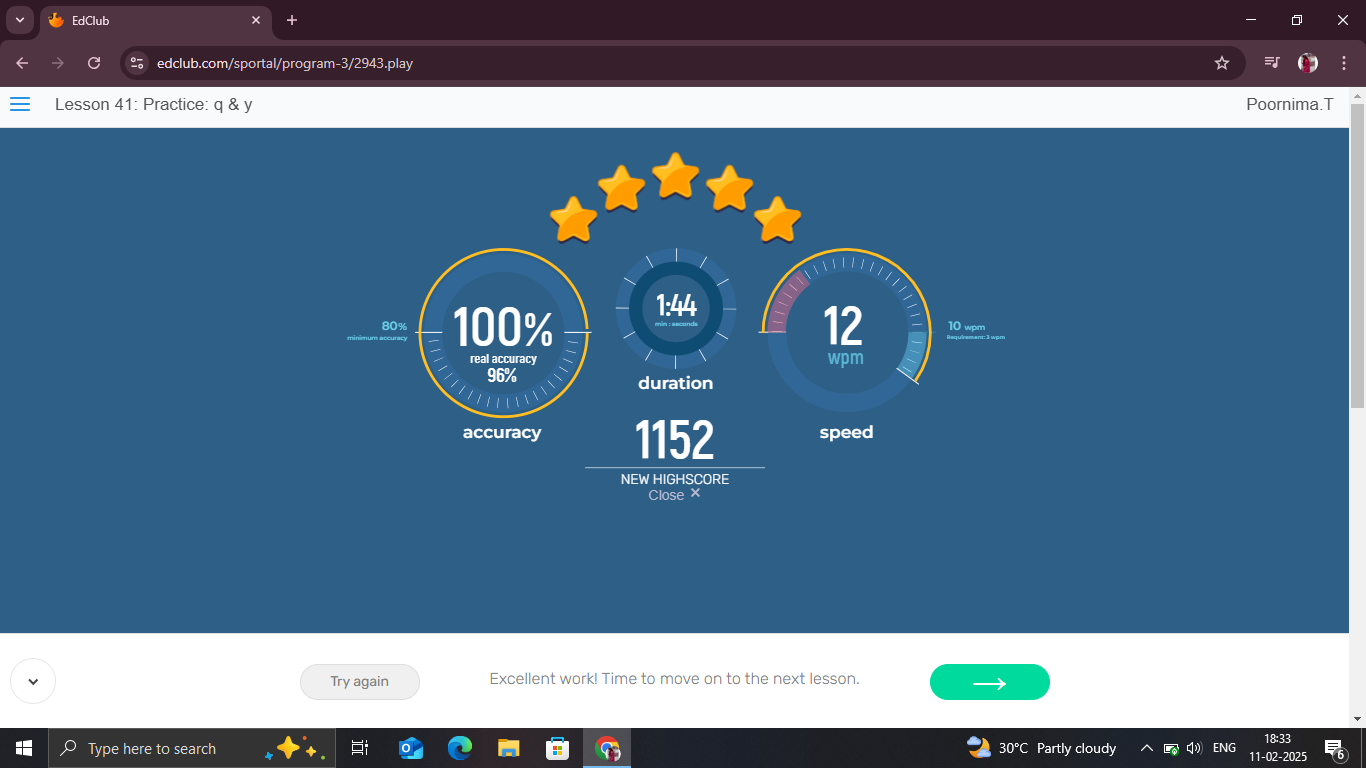 EdClub
edclub.com/sportal/program-3/2943.play
Lesson 41: Practice: q & y
Poornima.T
100%
real accuracy
96%
80%
minimum accuracy
accuracy
1:44
min : seconds
duration
12
wpm
10 wpm
Requirement: 3 wpm
speed
1152
NEW HIGHSCORE
Close ×
Try again
Excellent work! Time to move on to the next lesson.
Type here to search
30°C Partly cloudy
ENG
18:33
11-02-2025
6